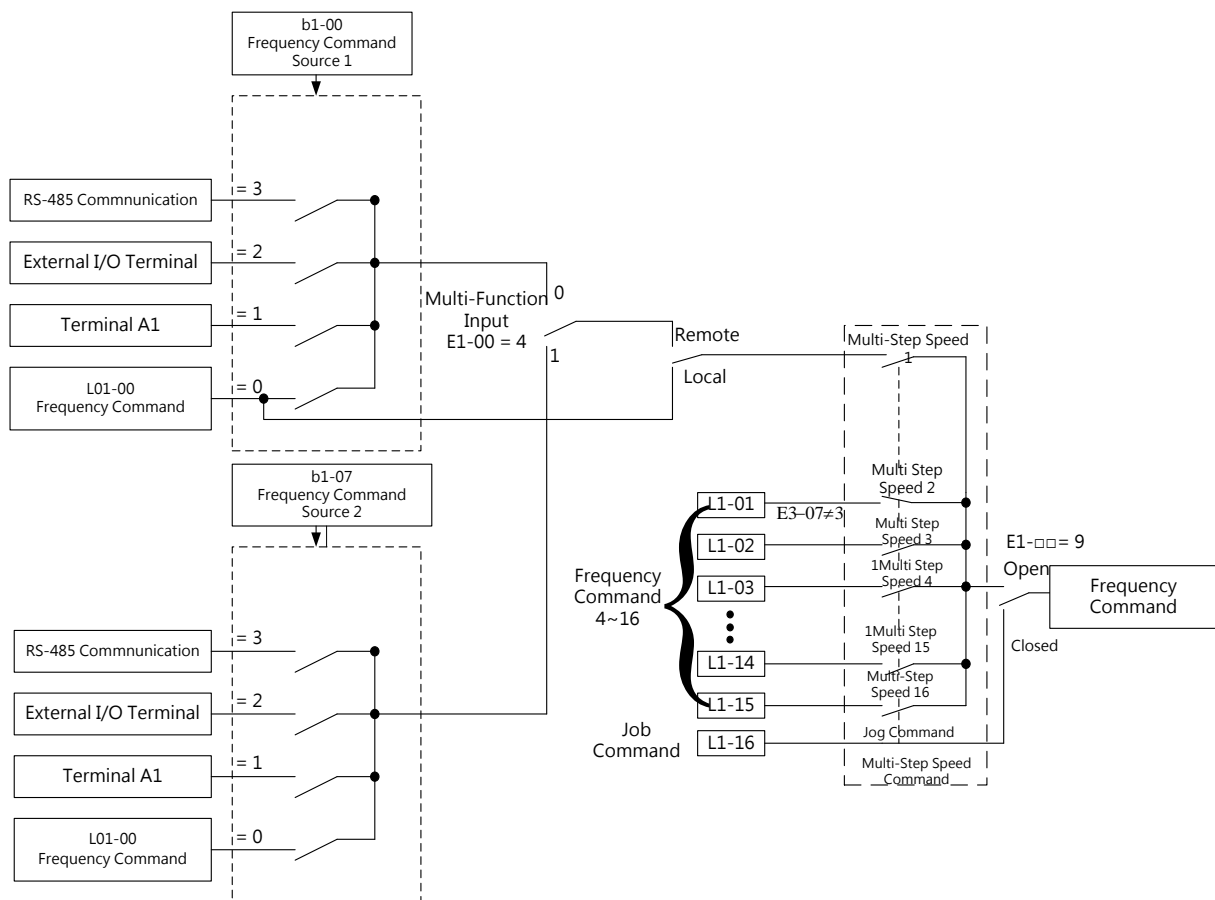 b1-00
Frequency Command
Source 1
RS-485 Commnunication
= 3
External I/O Terminal
= 2
Terminal A1
= 1
L01-00
Frequency Command
= 0
Multi-Function
Input
E1-00 = 4
0
1
Remote
Local
b1-07
Frequency Command
Source 2
RS-485 Commnunication
= 3
External I/O Terminal
= 2
Terminal A1
= 1
L01-00
Frequency Command
= 0
Frequency
Command
4~16
Job
Command
L1-01
E3–07≠3
L1-02
L1-03
L1-14
L1-15
L1-16
Multi-Step Speed
1
Multi Step
Speed 2
Multi Step
Speed 3
1Multi Step
Speed 4
1Multi Step
Speed 15
Multi-Step
Speed 16
Jog Command
Multi-Step Speed
Command
E1-□□= 9
Open
Closed
Frequency
Command